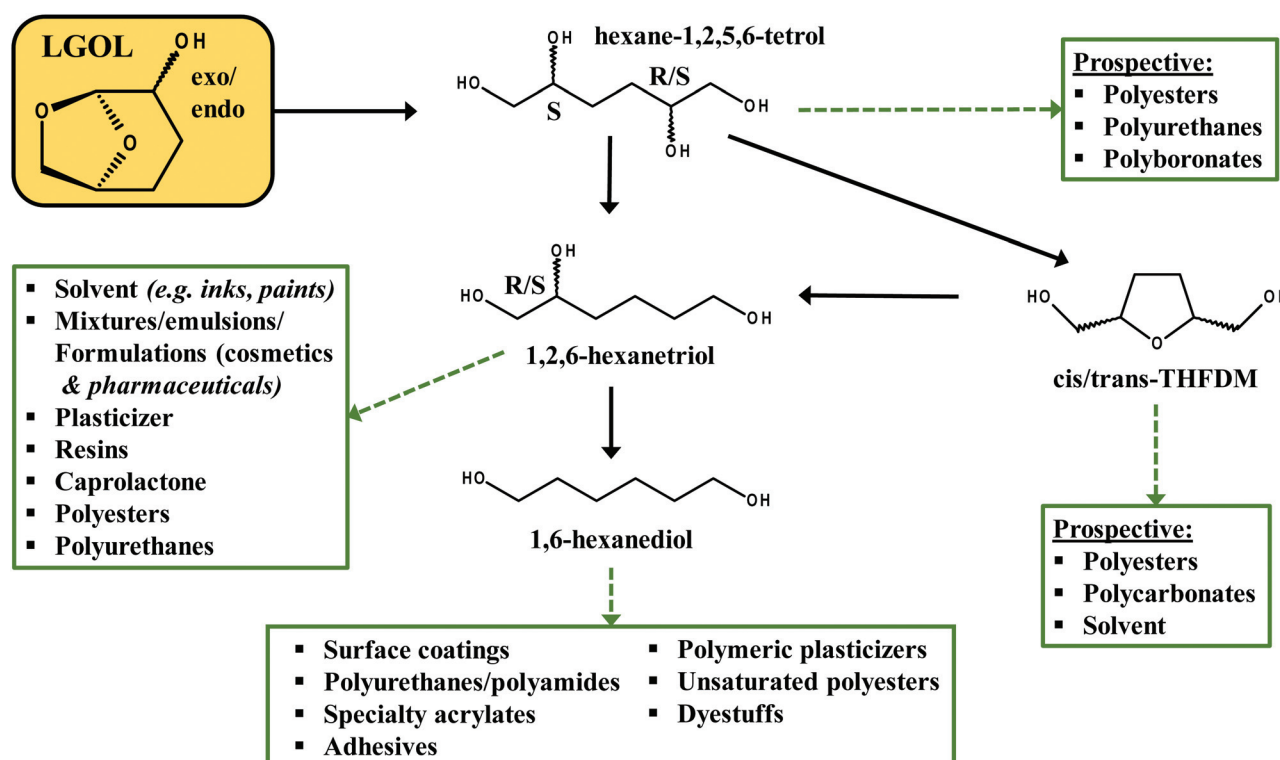 LGOL
OH
exo/
endo
O
O
OH
hexane-1,2,5,6-tetrol
HO
R/S
S
OH
OH
Prospective:
▪ Polyesters
▪ Polyurethanes
▪ Polyboronates
▪ Solvent (e.g. inks, paints)
▪ Mixtures/emulsions/
Formulations (cosmetics
& pharmaceuticals)
▪ Plasticizer
▪ Resins
▪ Caprolactone
▪ Polyesters
▪ Polyurethanes
OH
R/S
HO
OH
1,2,6-hexanetriol
HO
OH
O
cis/trans-THFDM
HO
OH
1,6-hexanediol
Prospective:
▪ Polyesters
▪ Polycarbonates
▪ Solvent
▪ Surface coatings
▪ Polyurethanes/polyamides
▪ Specialty acrylates
▪ Adhesives
▪ Polymeric plasticizers
▪ Unsaturated polyesters
▪ Dyestuffs